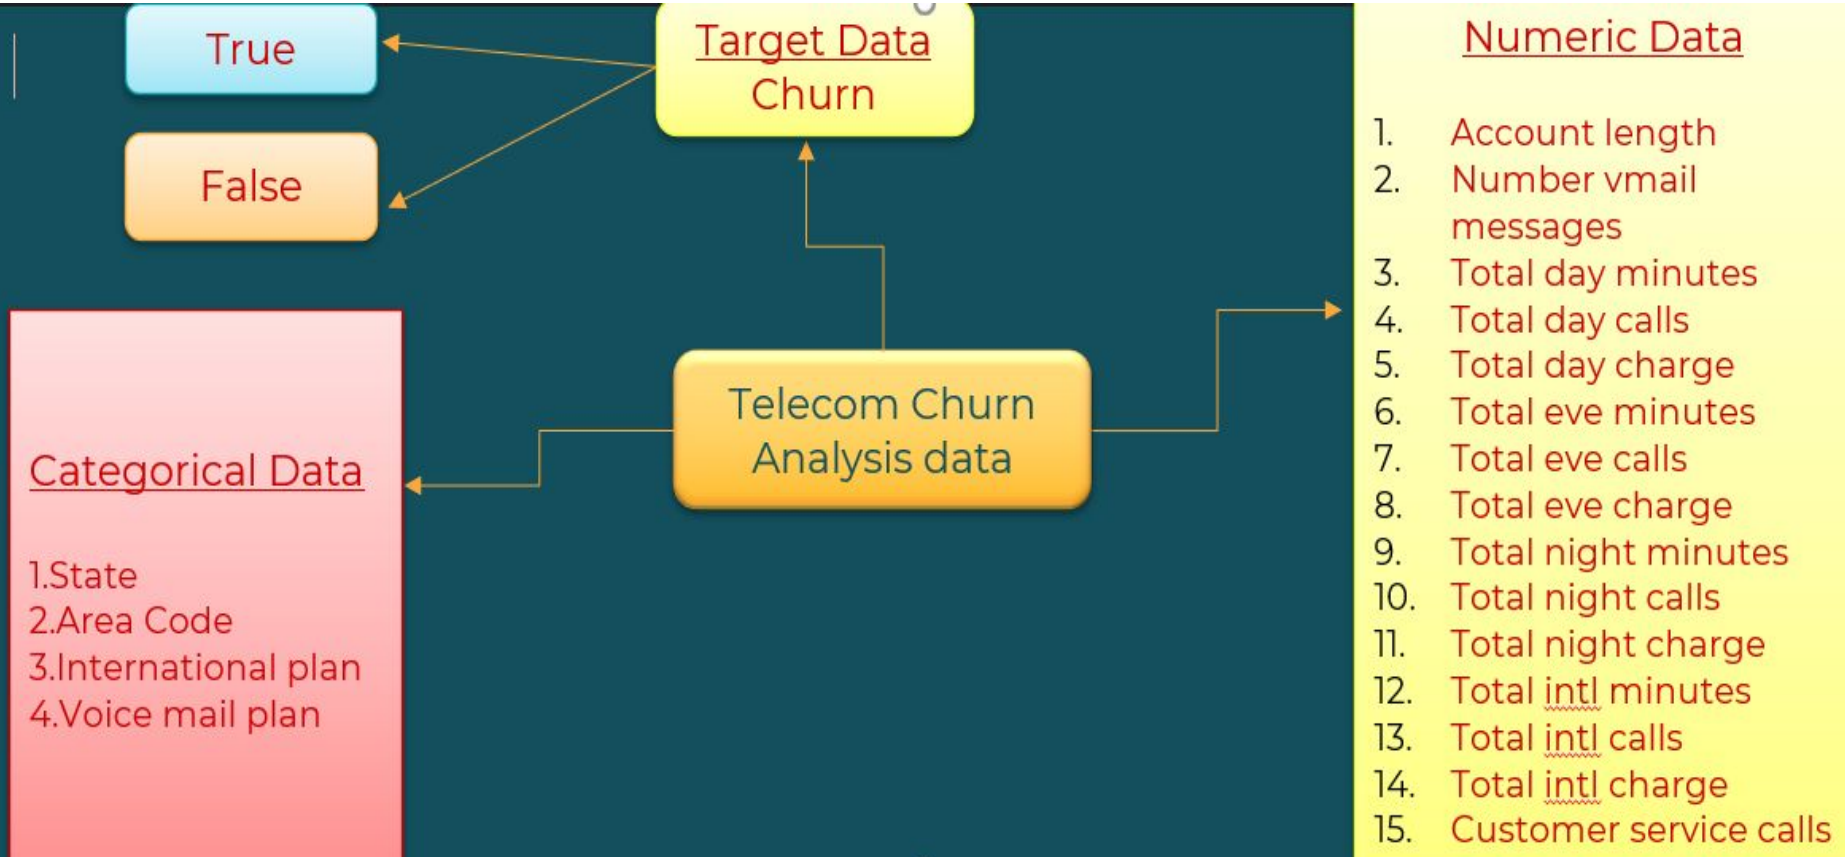 True
False
Target Data
Churn
Telecom Churn
Analysis data
Categorical Data
1.State
2.Area Code
3.International plan
4.Voice mail plan
Numeric Data
1. Account length
2. Number vmail
messages
3. Total day minutes
4. Total day calls
5. Total day charge
6. Total eve minutes
7. Total eve calls
8. Total eve charge
9. Total night minutes
10. Total night calls
11. Total night charge
12. Total intl minutes
13. Total intl calls
14. Total intl charge
15. Customer service calls